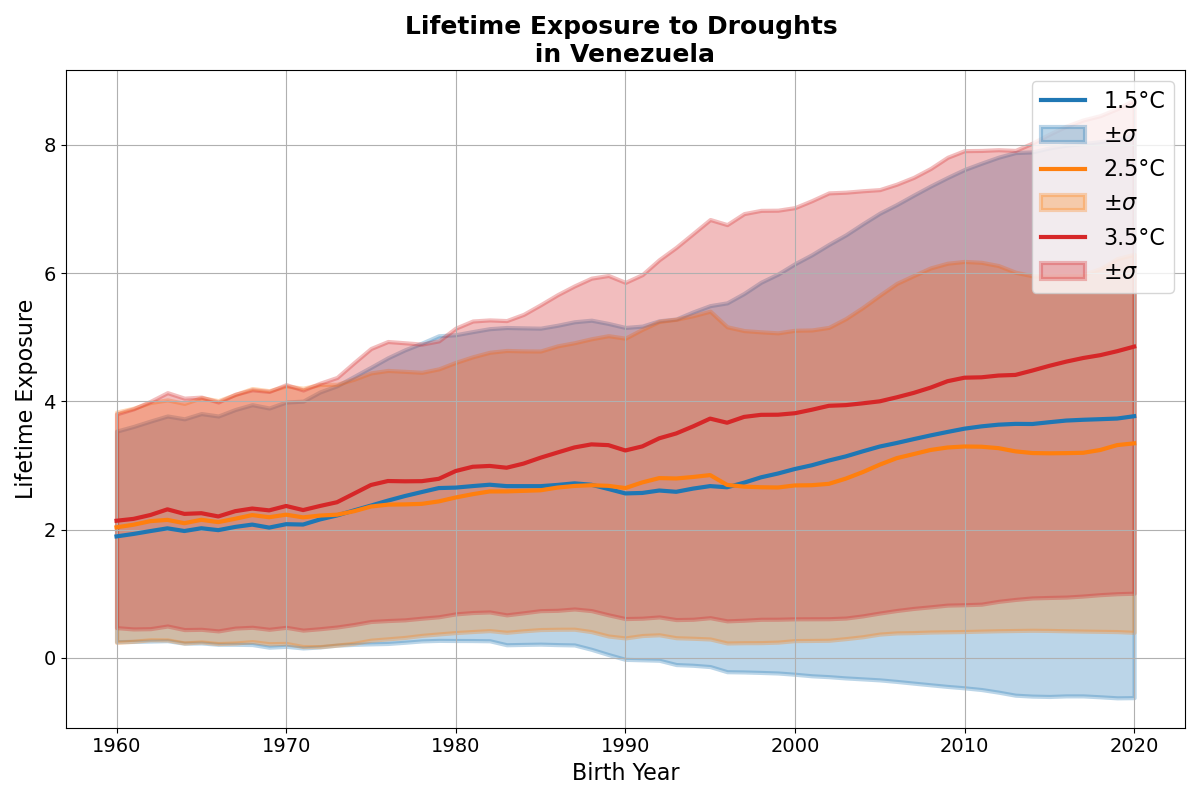 Lifetime Exposure to Droughts
in Venezuela
1.5°C
±σ
2.5°C
±σ
3.5°C
±σ
Lifetime Exposure
8
6
4
2
0
1960 1970 1980 1990 2000 2010 2020
Birth Year